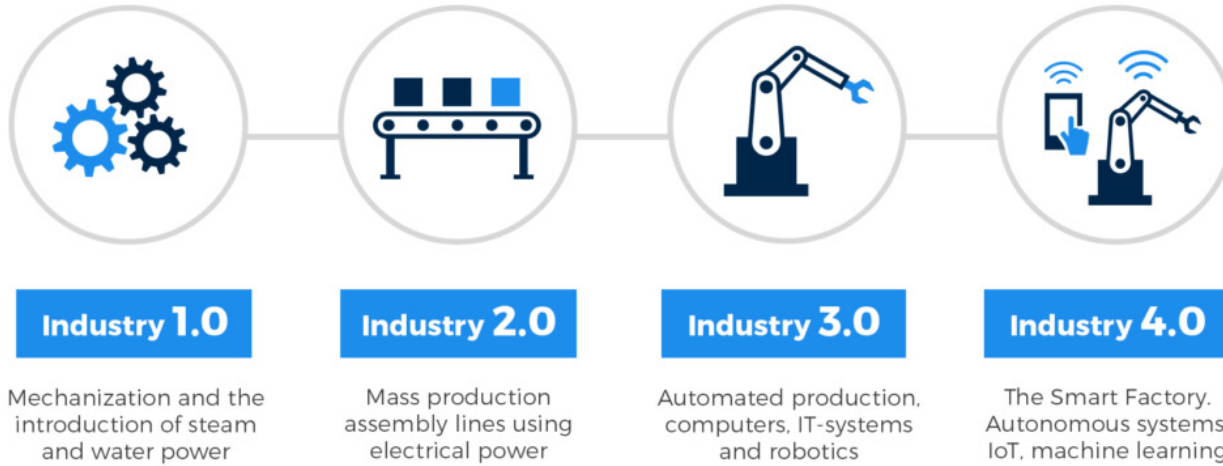 Industry 1.0
Mechanization and the
introduction of steam
and water power
Industry 2.0
Mass production
assembly lines using
electrical power
Industry 3.0
Automated production,
computers, IT-systems
and robotics
Industry 4.0
The Smart Factory.
Autonomous systems
IoT, machine learning